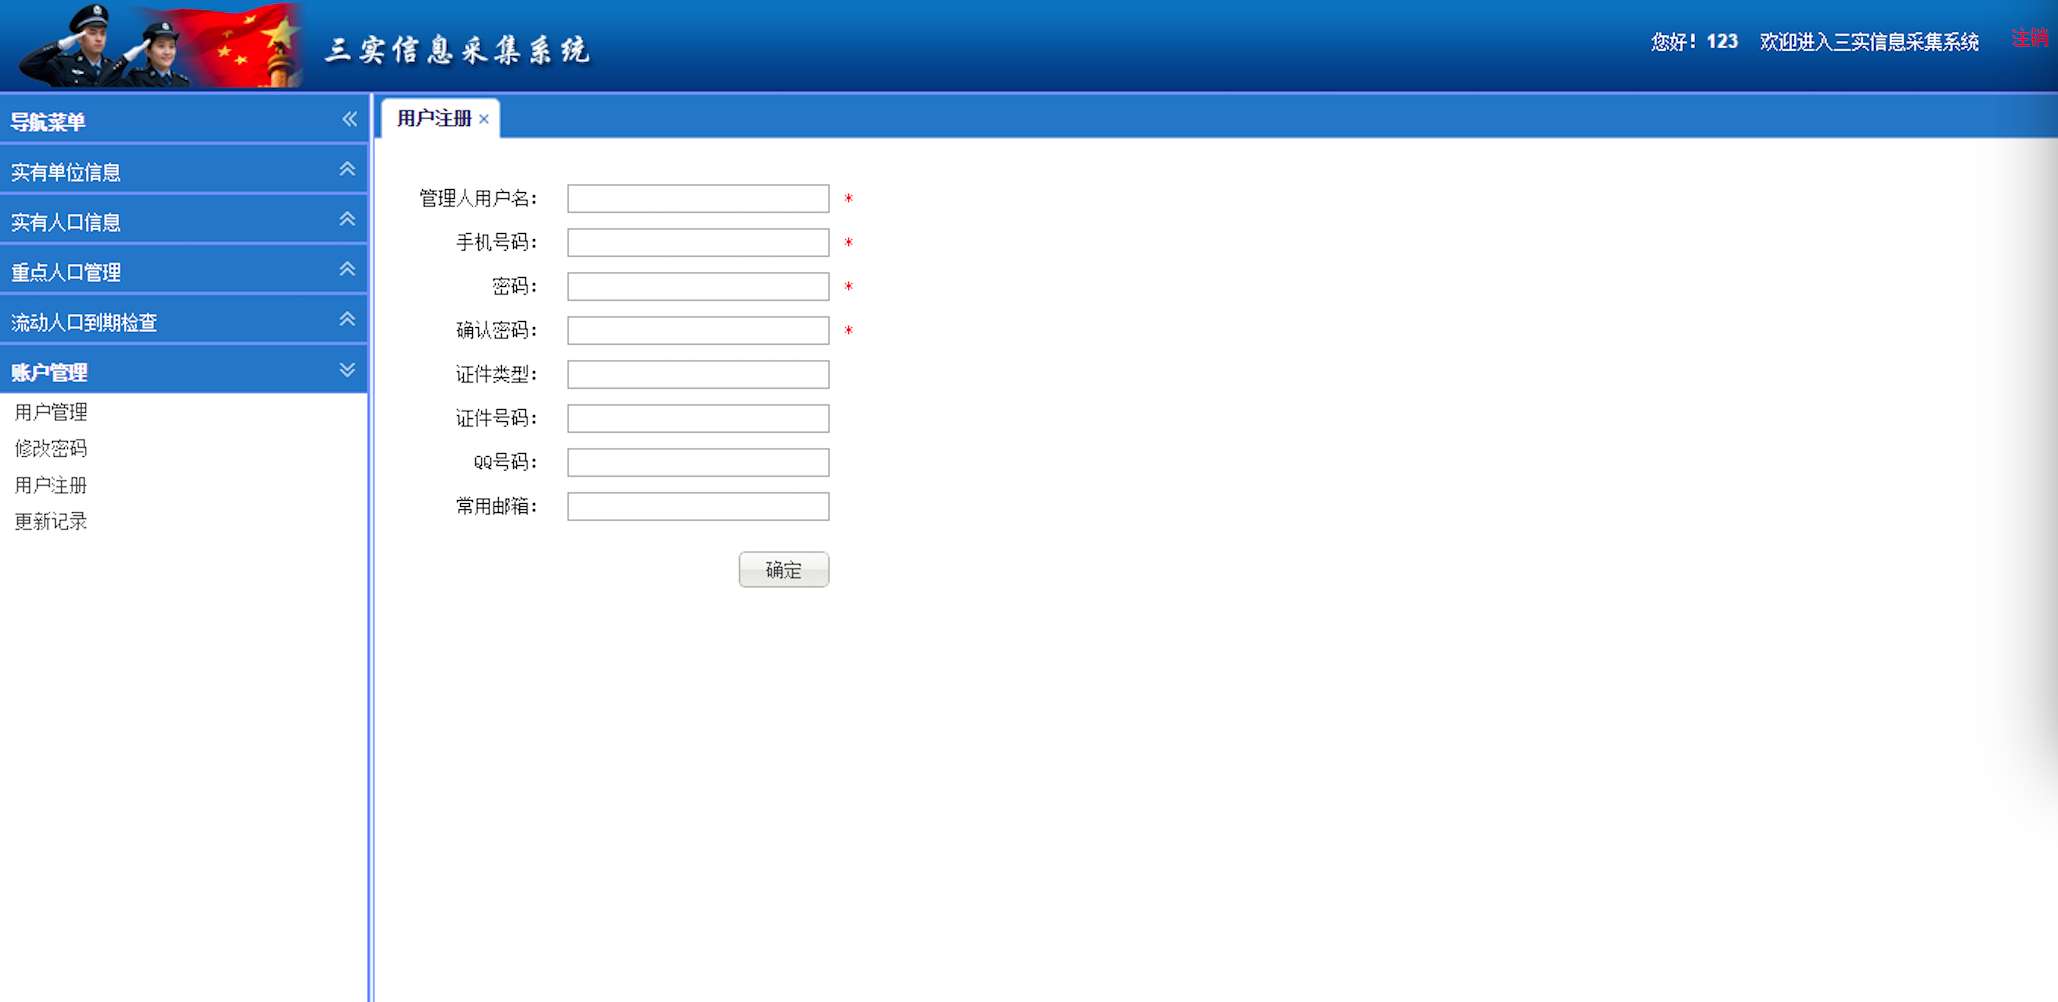 三实信息采集系统
您好！123 欢迎进入三实信息采集系统 注销
导航菜单
实有单位信息
实有人口信息
重点人口管理
流动人口到期检查
账户管理
用户管理
修改密码
用户注册
更新记录
用户注册
管理人用户名： *
手机号码： *
密码： *
确认密码： *
证件类型：
证件号码：
QQ号码：
常用邮箱：
确定